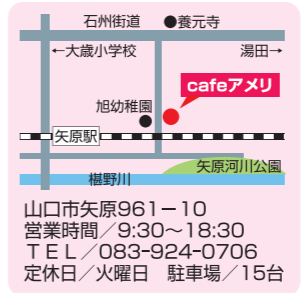 石州街道 ●養元寺
←大歳小学校 湯田→
cafeアメリ
旭幼稚園
矢原駅
矢原河川公園
椹野川
山口市矢原961－10
営業時間／9:30～18:30
ＴＥＬ／083-924-0706
定休日／火曜日　駐車場／15台